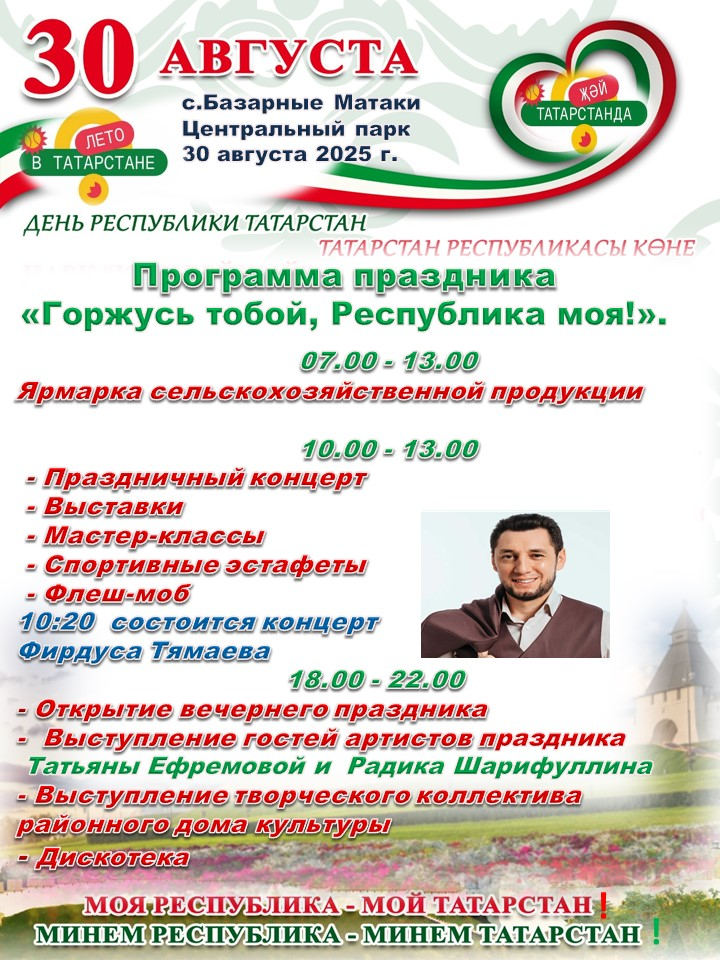 30 АВГУСТА
с.Базарные Матаки
Центральный парк
30 августа 2025 г.
ЛЕТО
В ТАТАРСТАНЕ
ҖӘЙ
ТАТАРСТАНДА
ДЕНЬ РЕСПУБЛИКИ ТАТАРСТАН
ТАТАРСТАН РЕСПУБЛИКАСЫ КӨНЕ
Программа праздника
«Горжусь тобой, Республика моя!».
07.00 - 13.00
Ярмарка сельскохозяйственной продукции
10.00 - 13.00
- Праздничный концерт
- Выставки
- Мастер-классы
- Спортивные эстафеты
- Флеш-моб
10:20 состоится концерт
Фирдуса Тямаева
18.00 - 22.00
- Открытие вечернего праздника
- Выступление гостей артистов праздника
Татьяны Ефремовой и Радика Шарифуллина
- Выступление творческого коллектива
районного дома культуры
- Дискотека
МОЯ РЕСПУБЛИКА - МОЙ ТАТАРСТАН!
МИНЕМ РЕСПУБЛИКА - МИНЕМ ТАТАРСТАН !